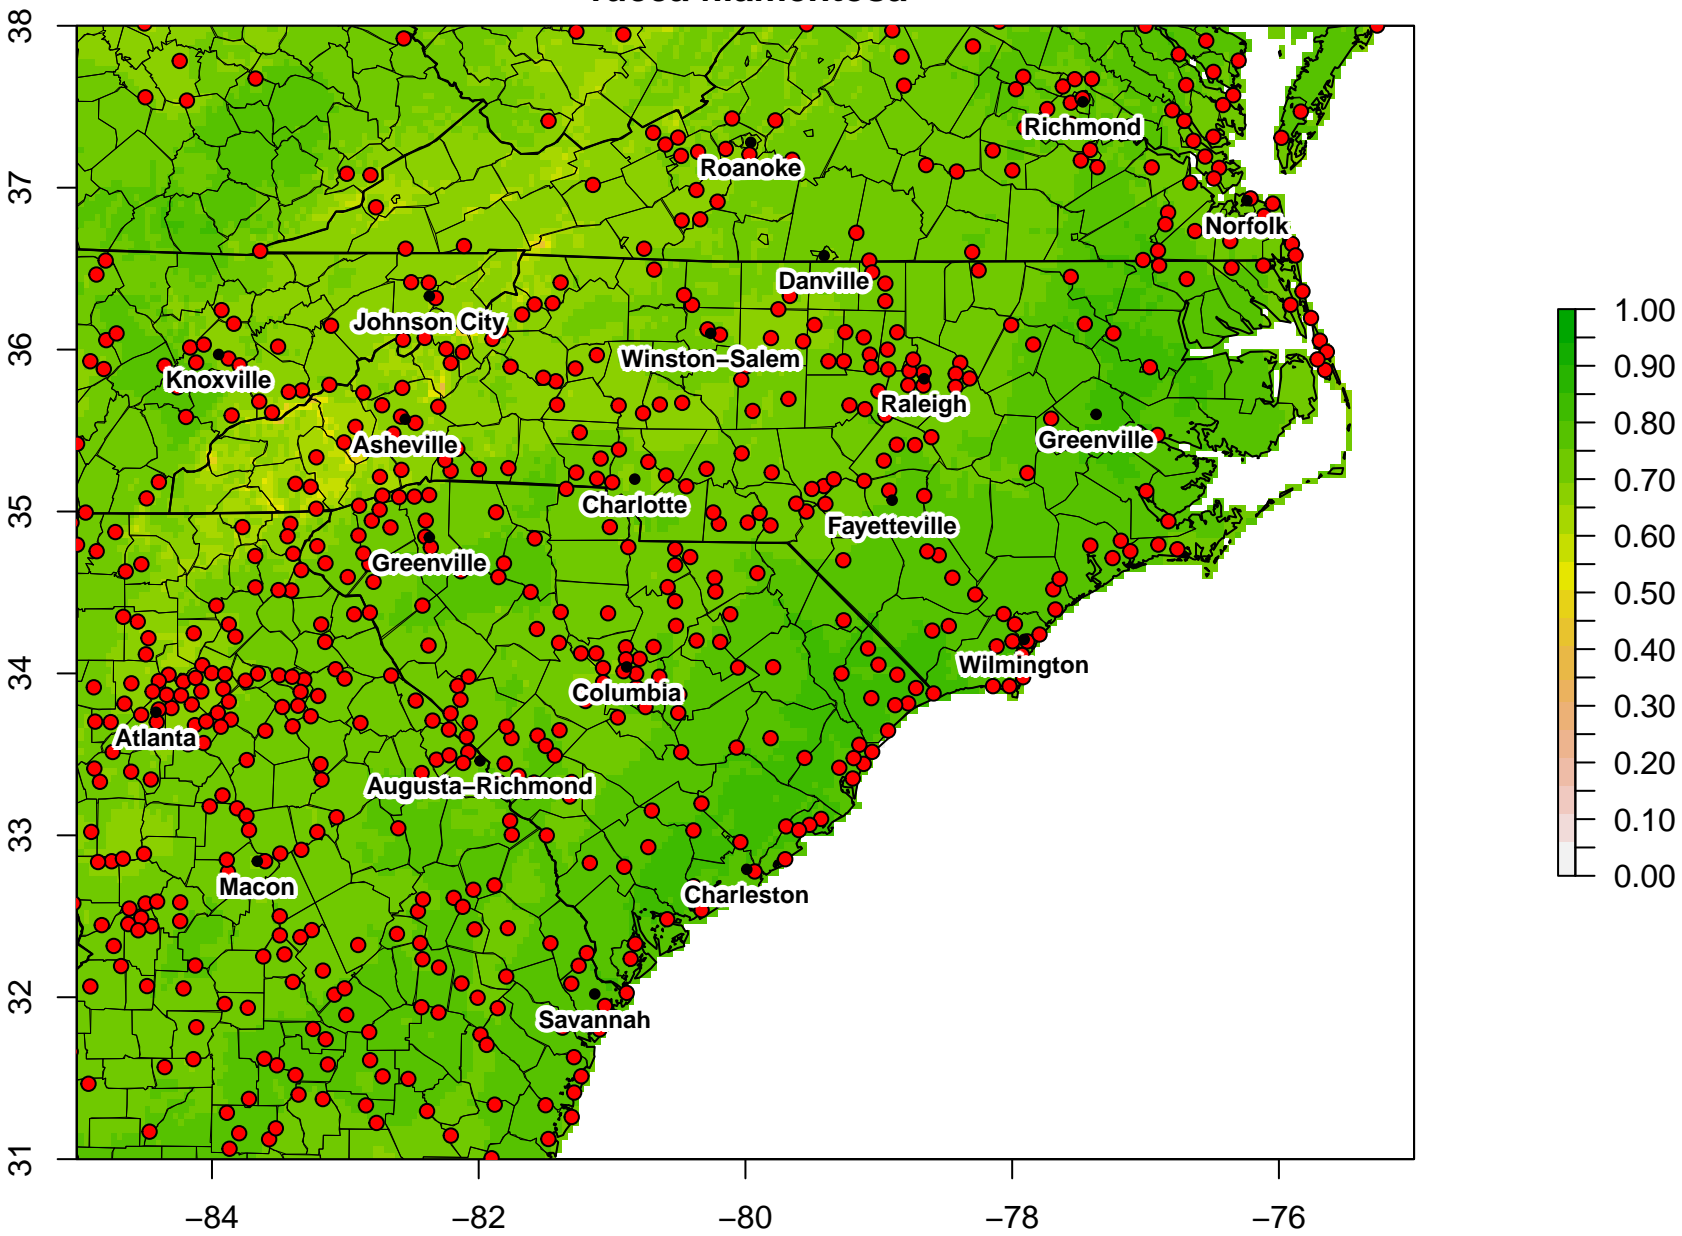 38
37
36
35
34
33
32
31
Richmond
Roanoke
Norfolk
Danville
Johnson City
Winston–Salem
Knoxville
Raleigh
Asheville
Greenville
Charlotte
Fayetteville
Greenville
Wilmington
Columbia
Atlanta
Augusta–Richmond
Macon
Charleston
Savannah
−84 −82 −80 −78 −76
1.00
0.90
0.80
0.70
0.60
0.50
0.40
0.30
0.20
0.10
0.00